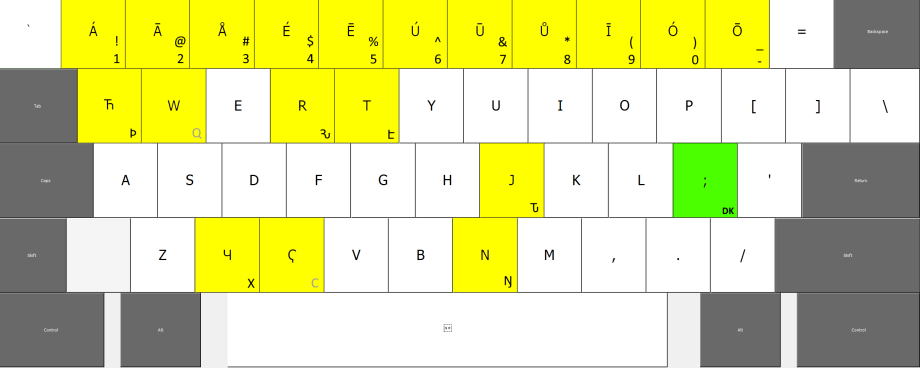 ` Á ! 1 Ā @ 2 Å # 3 É $ 4 Ē % 5 Ú ^ 6 Ū & 7 Ů * 8 Ī ( 9 Ó ) 0 Õ _ - = Backspace
Tab Ћ Þ W Q E R Ԅ T Է Y U I O P [ ] \
Caps A S D F G H J Ԏ K L ; DK ' Return
Shift Z Ч X Ҁ C V B N Ŋ M , . / Shift
Control Alt Alt Control